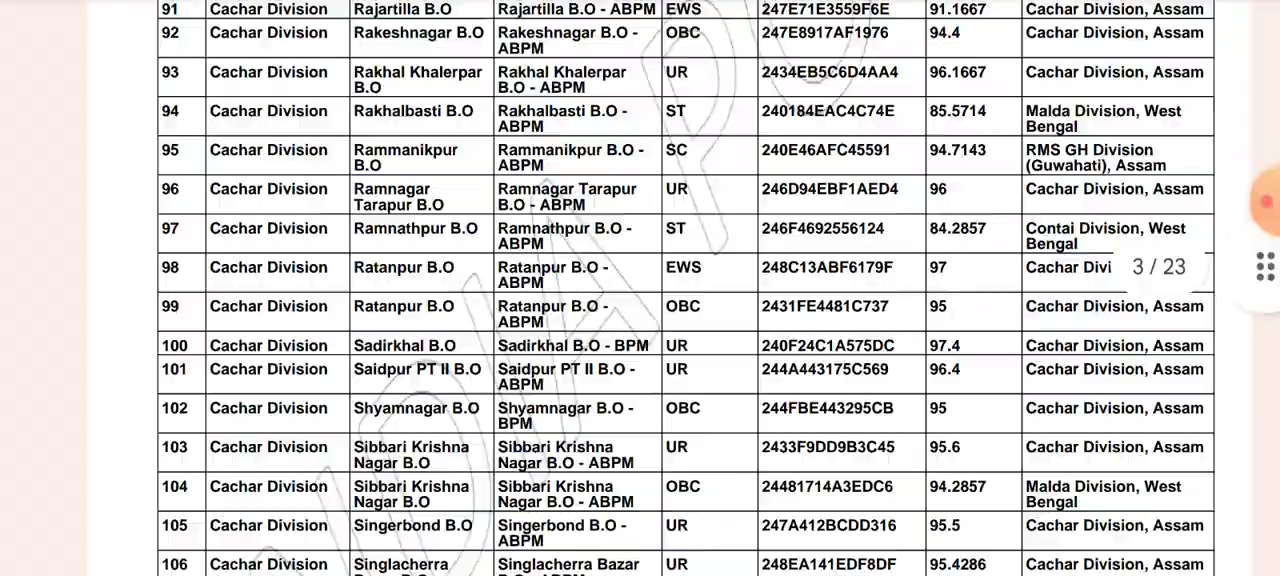 91 Cachar Division Rajartilla B.O Rajartilla B.O - ABPM EWS 247E71E3559F6E 91.1667 Cachar Division, Assam
92 Cachar Division Rakeshnagar B.O Rakeshnagar B.O - OBC 247E8917AF1976 94.4 Cachar Division, Assam
ABPM
93 Cachar Division Rakhal Khalerpar Rakhal Khalerpar UR 2434EB5C6D4AA4 96.1667 Cachar Division, Assam
B.O B.O - ABPM
94 Cachar Division Rakhalbasti B.O Rakhalbasti B.O - ST 240184EAC4C74E 85.5714 Malda Division, West
ABPM Bengal
95 Cachar Division Rammanikpur Rammanikpur B.O - SC 240E46AFC45591 94.7143 RMS GH Division
B.O ABPM (Guwahati), Assam
96 Cachar Division Ramnagar Ramnagar Tarapur UR 246D94EBF1AED4 96 Cachar Division, Assam
Tarapur B.O B.O - ABPM
97 Cachar Division Ramnathpur B.O Ramnathpur B.O - ST 246F4692556124 84.2857 Contai Division, West
ABPM Bengal
98 Cachar Division Ratanpur B.O Ratanpur B.O - EWS 248C13ABF6179F 97 Cachar Divi 3 / 23
ABPM
99 Cachar Division Ratanpur B.O Ratanpur B.O - OBC 2431FE4481C737 95 Cachar Division, Assam
ABPM
100 Cachar Division Sadirkhal B.O Sadirkhal B.O - BPM UR 240F24C1A575DC 97.4 Cachar Division, Assam
101 Cachar Division Saidpur PT II B.O Saidpur PT II B.O - UR 244A443175C569 96.4 Cachar Division, Assam
ABPM
102 Cachar Division Shyamnagar B.O Shyamnagar B.O - OBC 244FBE443295CB 95 Cachar Division, Assam
BPM
103 Cachar Division Sibbari Krishna Sibbari Krishna UR 2433F9DD9B3C45 95.6 Cachar Division, Assam
Nagar B.O Nagar B.O - ABPM
104 Cachar Division Sibbari Krishna Sibbari Krishna OBC 24481714A3EDC6 94.2857 Malda Division, West
Nagar B.O Nagar B.O - ABPM Bengal
105 Cachar Division Singerbond B.O Singerbond B.O - UR 247A412BCDD316 95.5 Cachar Division, Assam
ABPM
106 Cachar Division Singlacherra Singlacherra Bazar UR 248EA141EDF8DF 95.4286 Cachar Division, Assam